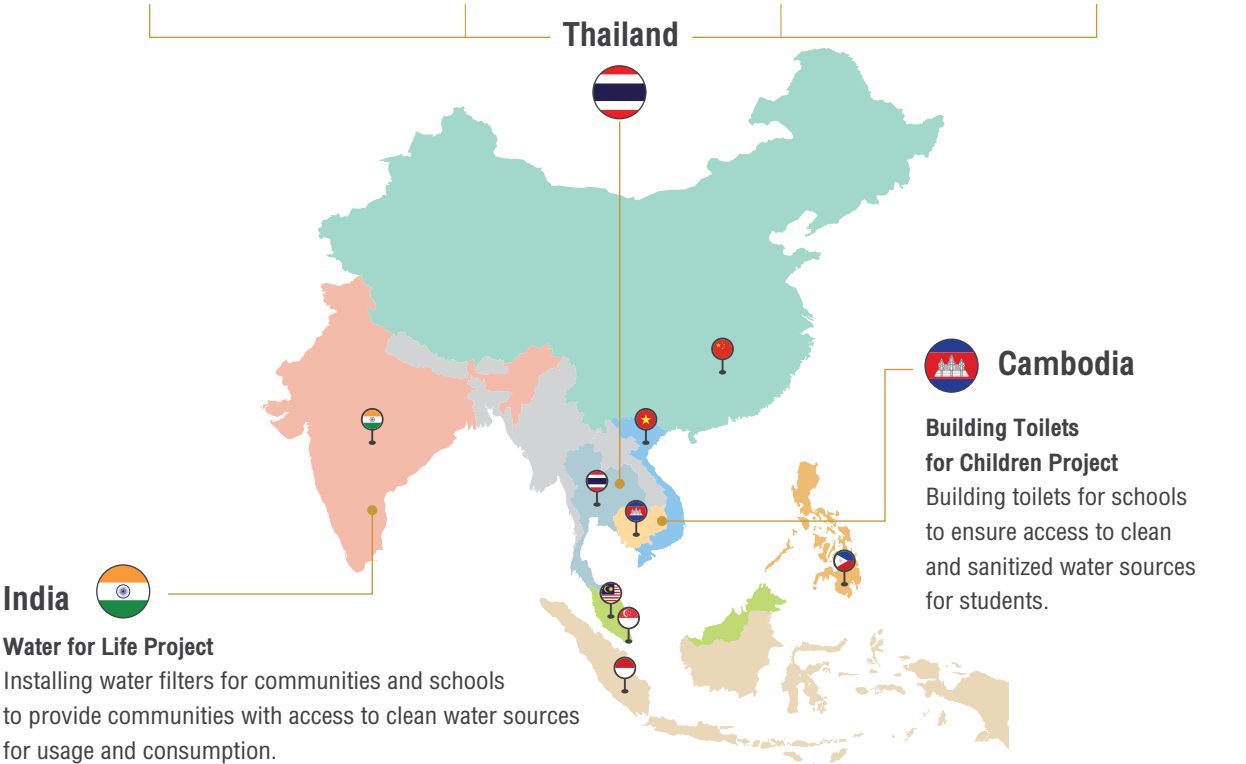 Thailand
Cambodia
Building Toilets
for Children Project
Building toilets for schools
to ensure access to clean
and sanitized water sources
for students.
India
Water for Life Project
Installing water filters for communities and schools
to provide communities with access to clean water sources
for usage and consumption.